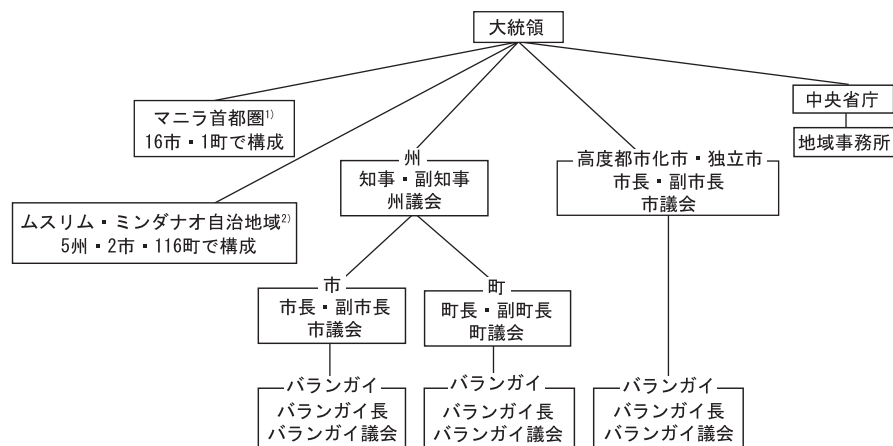 大統領
マニラ首都圏1)
16市・1町で構成
中央省庁
地域事務所
州
知事・副知事
州議会
高度都市化市・独立市
市長・副市長
市議会
ムスリム・ミンダナオ自治地域2)
5州・2市・116町で構成
市
市長・副市長
市議会
町
町長・副町長
町議会
バランガイ
バランガイ長
バランガイ議会
バランガイ
バランガイ長
バランガイ議会
バランガイ
バランガイ長
バランガイ議会